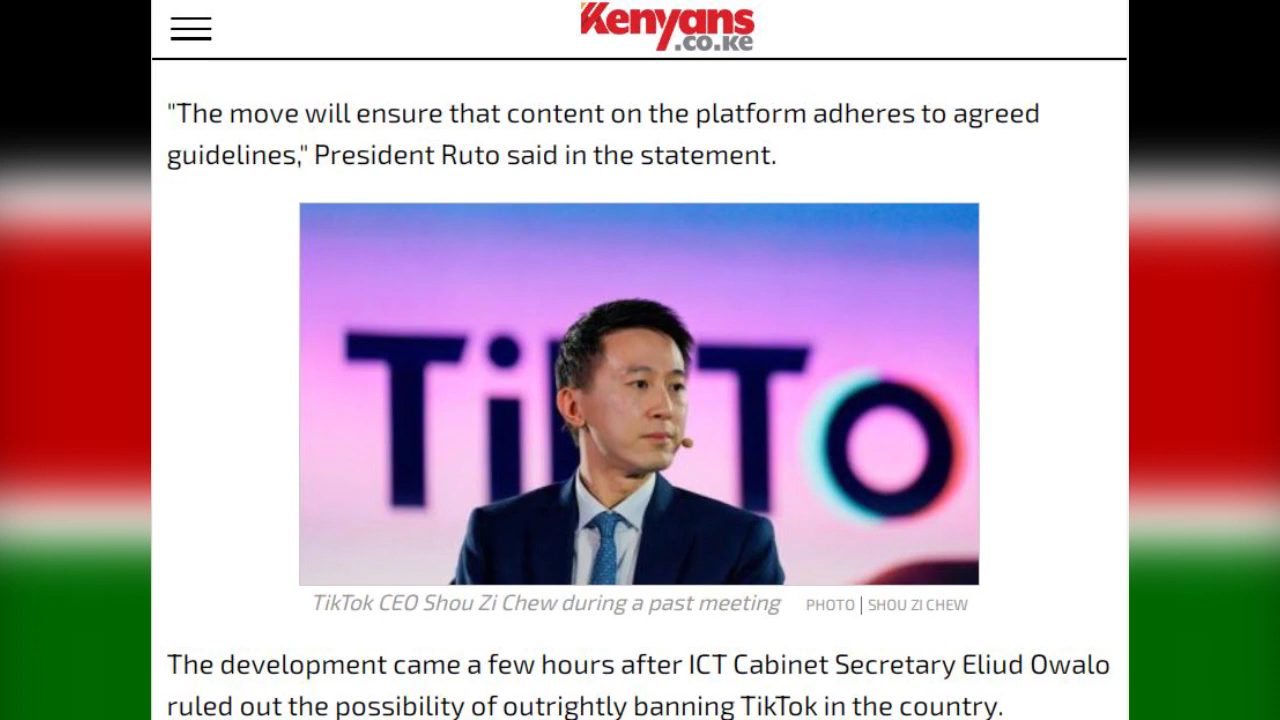 Kenyans
.co.ke
"The move will ensure that content on the platform adheres to agreed
guidelines," President Ruto said in the statement.
TikTo
TikTok CEO Shou Zi Chew during a past meeting PHOTO | SHOU ZI CHEW
The development came a few hours after ICT Cabinet Secretary Eliud Owalo
ruled out the possibility of outrightly banning TikTok in the country.